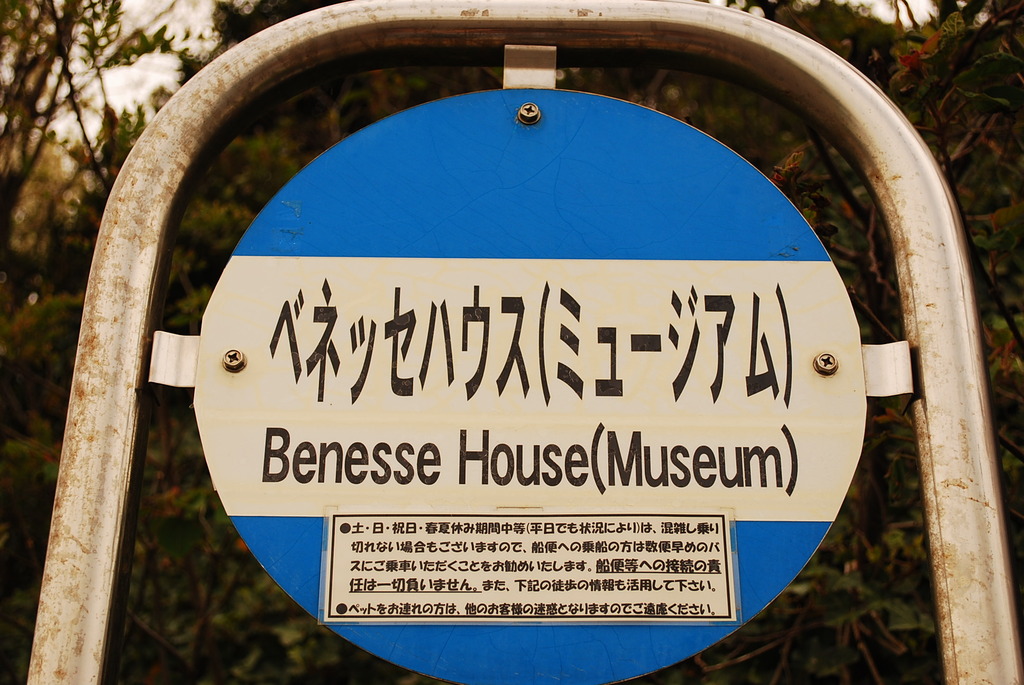 ベネッセハウス(ミュージアム)
Benesse House(Museum)
●土・日・祝日・春夏休み期間中等(平日でも状況により)は、混雑し乗り
切れない場合もございますので、船便への乗船の方は数便早めのバ
スにご乗車いただくことをお勧めいたします。船便等への接続の責
任は一切負いません。また、下記の徒歩の情報も活用して下さい。
●ペットをお連れの方は、他のお客様の迷惑となりますのでご遠慮ください。